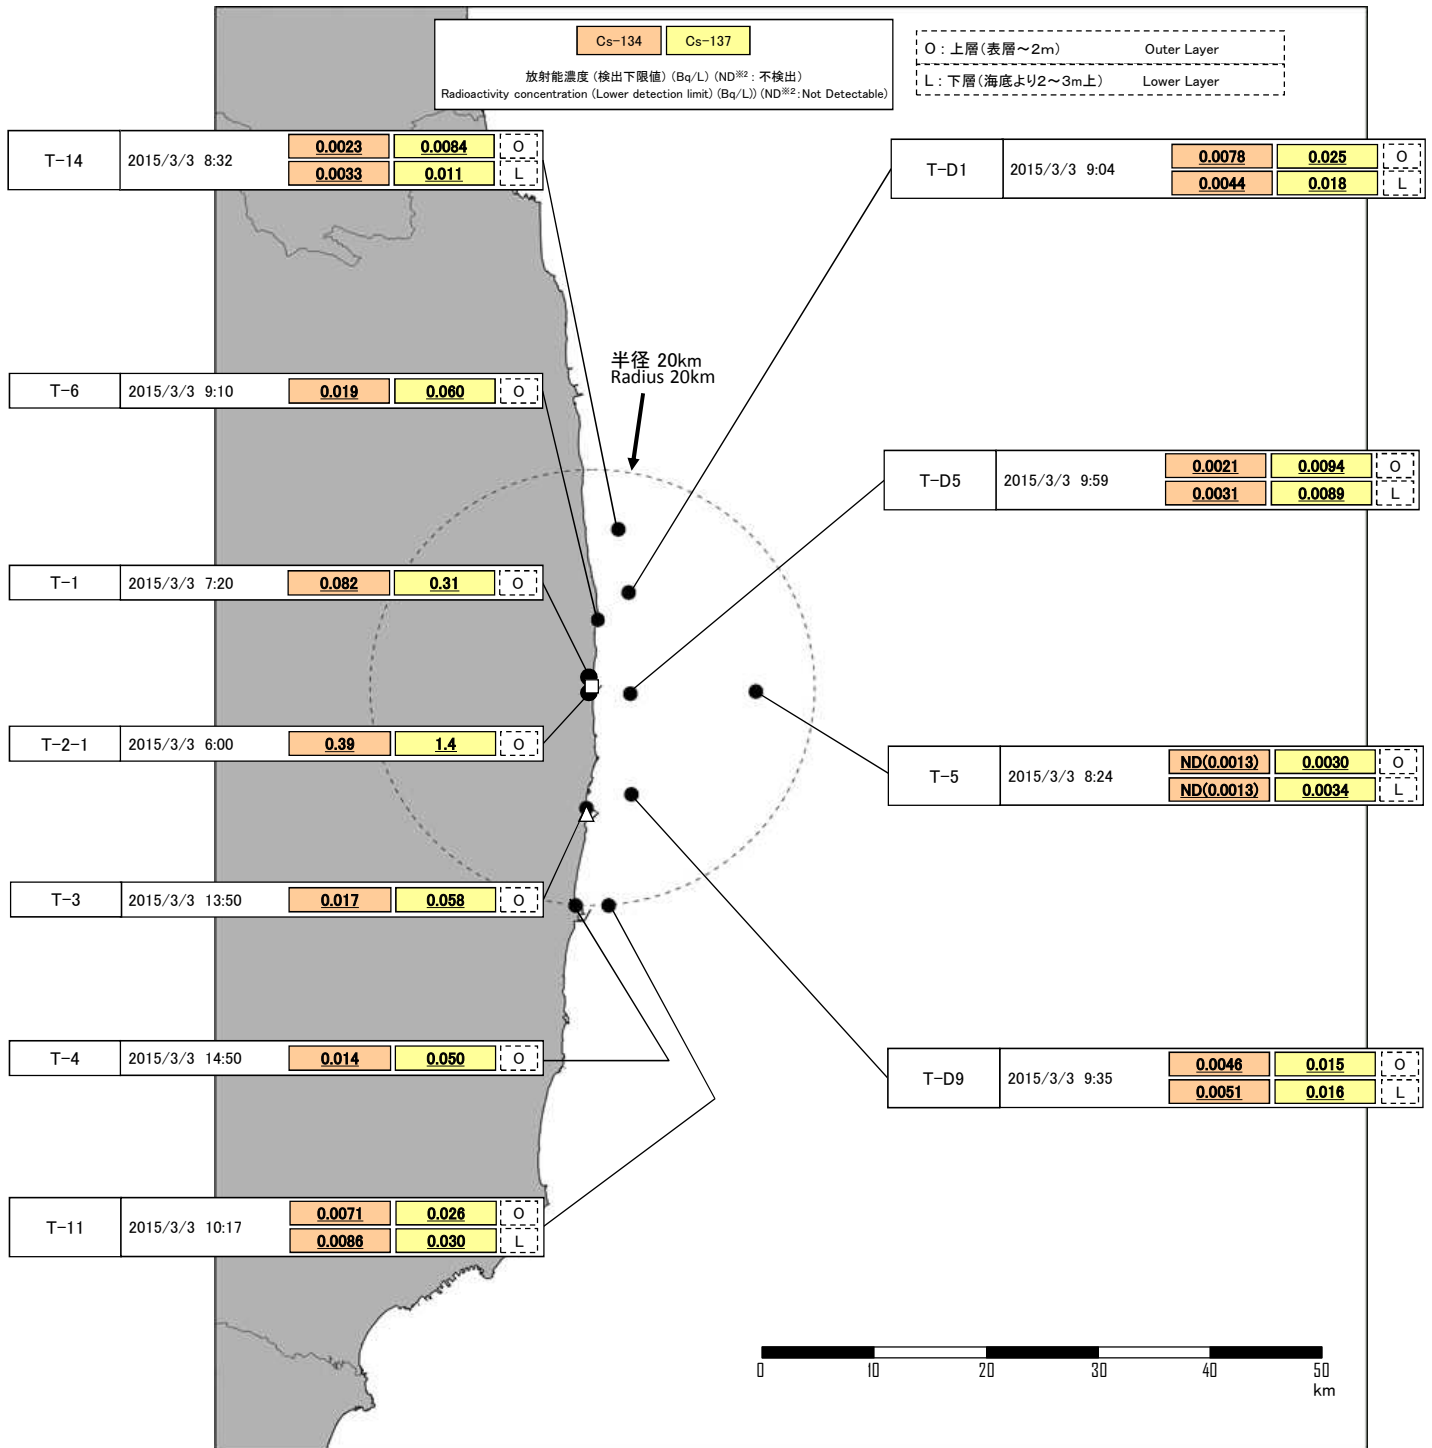 Cs-134 Cs-137
放射能濃度 (検出下限値) (Bq/L) (ND※2 : 不検出)
Radioactivity concentration (Lower detection limit) (Bq/L)) (ND※2:Not Detectable)
O : 上層(表層～2m) Outer Layer
L : 下層(海底より2～3m上) Lower Layer
T-14 2015/3/3 8:32
0.0023 0.0084 O
0.0033 0.011 L
T-D1 2015/3/3 9:04
0.0078 0.025 O
0.0044 0.018 L
半径 20km
Radius 20km
T-6 2015/3/3 9:10 0.019 0.060 O
T-D5 2015/3/3 9:59
0.0021 0.0094 O
0.0031 0.0089 L
T-1 2015/3/3 7:20 0.082 0.31 O
T-2-1 2015/3/3 6:00 0.39 1.4 O
T-5 2015/3/3 8:24
ND(0.0013) 0.0030 O
ND(0.0013) 0.0034 L
T-3 2015/3/3 13:50 0.017 0.058 O
T-4 2015/3/3 14:50 0.014 0.050 O
T-D9 2015/3/3 9:35
0.0046 0.015 O
0.0051 0.016 L
T-11 2015/3/3 10:17
0.0071 0.026 O
0.0086 0.030 L
0 10 20 30 40 50
km